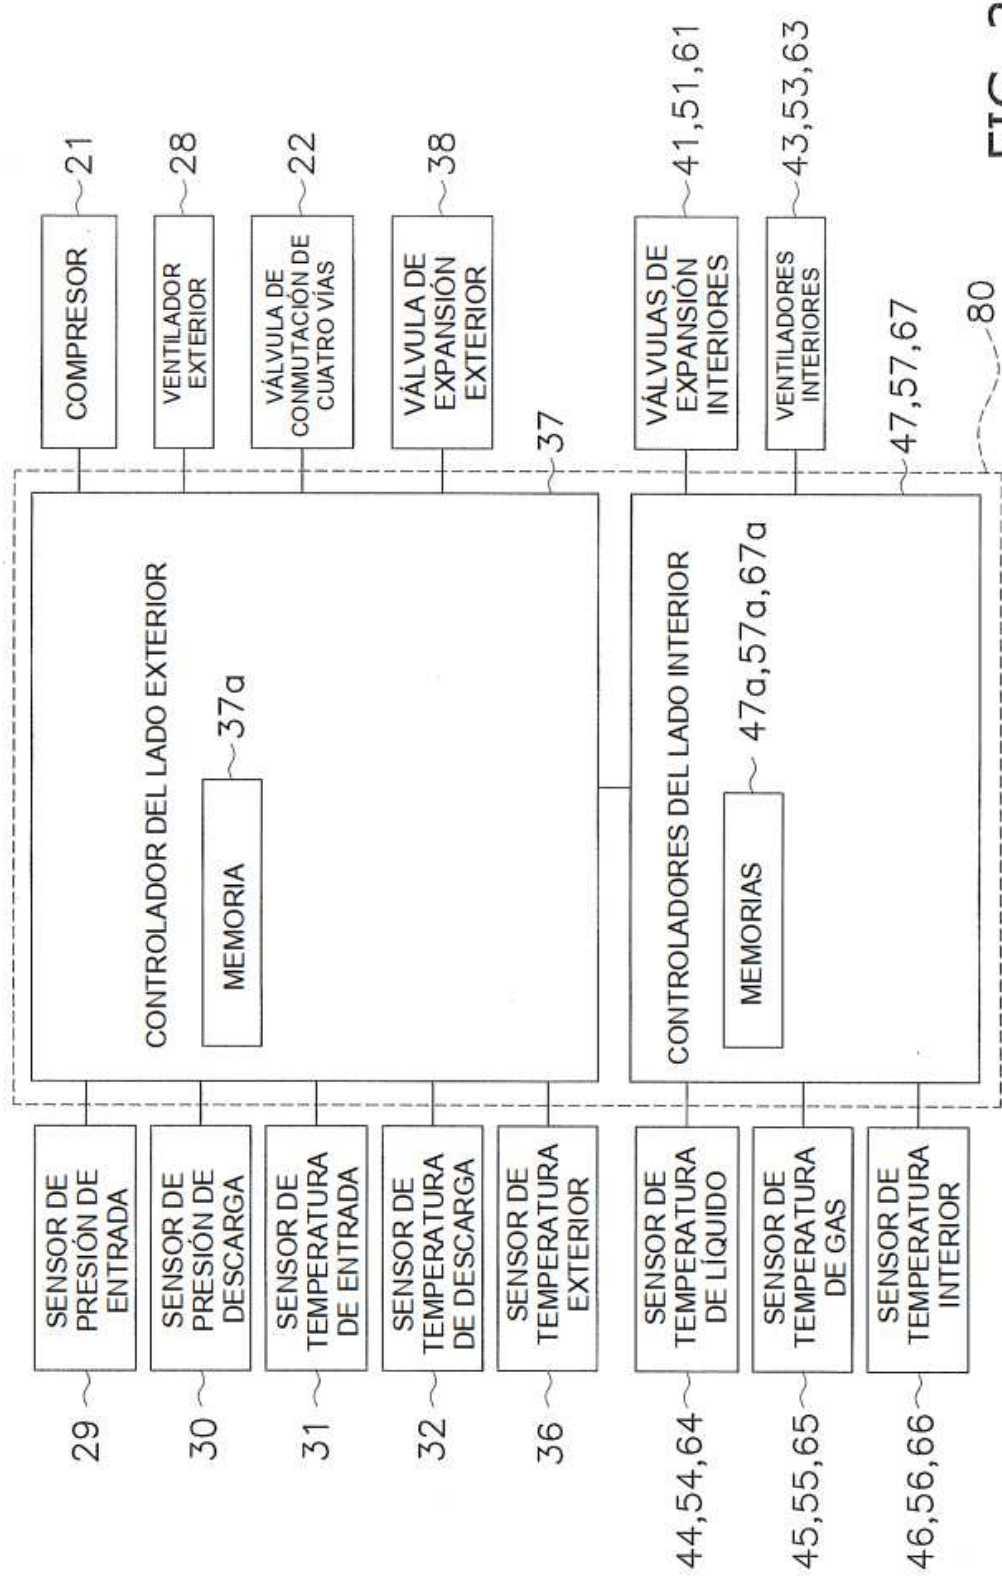 29
SENSOR DE
PRESIÓN DE
ENTRADA
30
SENSOR DE
PRESIÓN DE
DESCARGA
31
SENSOR DE
TEMPERATURA
DE ENTRADA
32
SENSOR DE
TEMPERATURA
DE DESCARGA
36
SENSOR DE
TEMPERATURA
EXTERIOR
44,54,64
SENSOR DE
TEMPERATURA
DE LÍQUIDO
45,55,65
SENSOR DE
TEMPERATURA
DE GAS
46,56,66
SENSOR DE
TEMPERATURA
INTERIOR
CONTROLADOR DEL LADO EXTERIOR
MEMORIA
37a
37
CONTROLADORES DEL LADO INTERIOR
MEMORIAS
47a,57a,67a
47,57,67
80
COMPRESOR
21
VENTILADOR
EXTERIOR
28
VÁLVULA DE
CONMUTACIÓN DE
CUATRO VÍAS
22
VÁLVULA DE
EXPANSIÓN
EXTERIOR
38
VÁLVULAS DE
EXPANSIÓN
INTERIORES
41,51,61
VENTILADORES
INTERIORES
43,53,63
FIG.